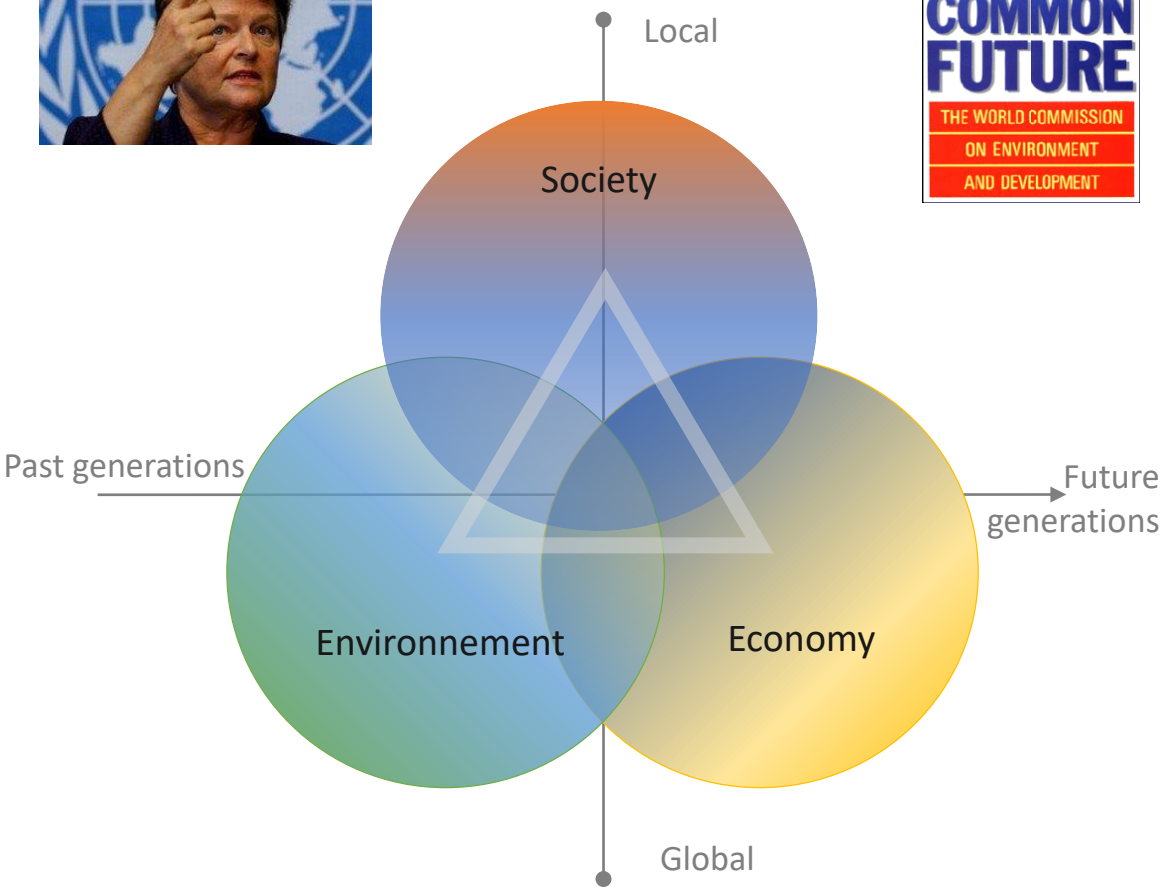 Local
COMMON
FUTURE
THE WORLD COMMISSION
ON ENVIRONMENT
AND DEVELOPMENT
Society
Past generations
Future
generations
Environnement
Economy
Global